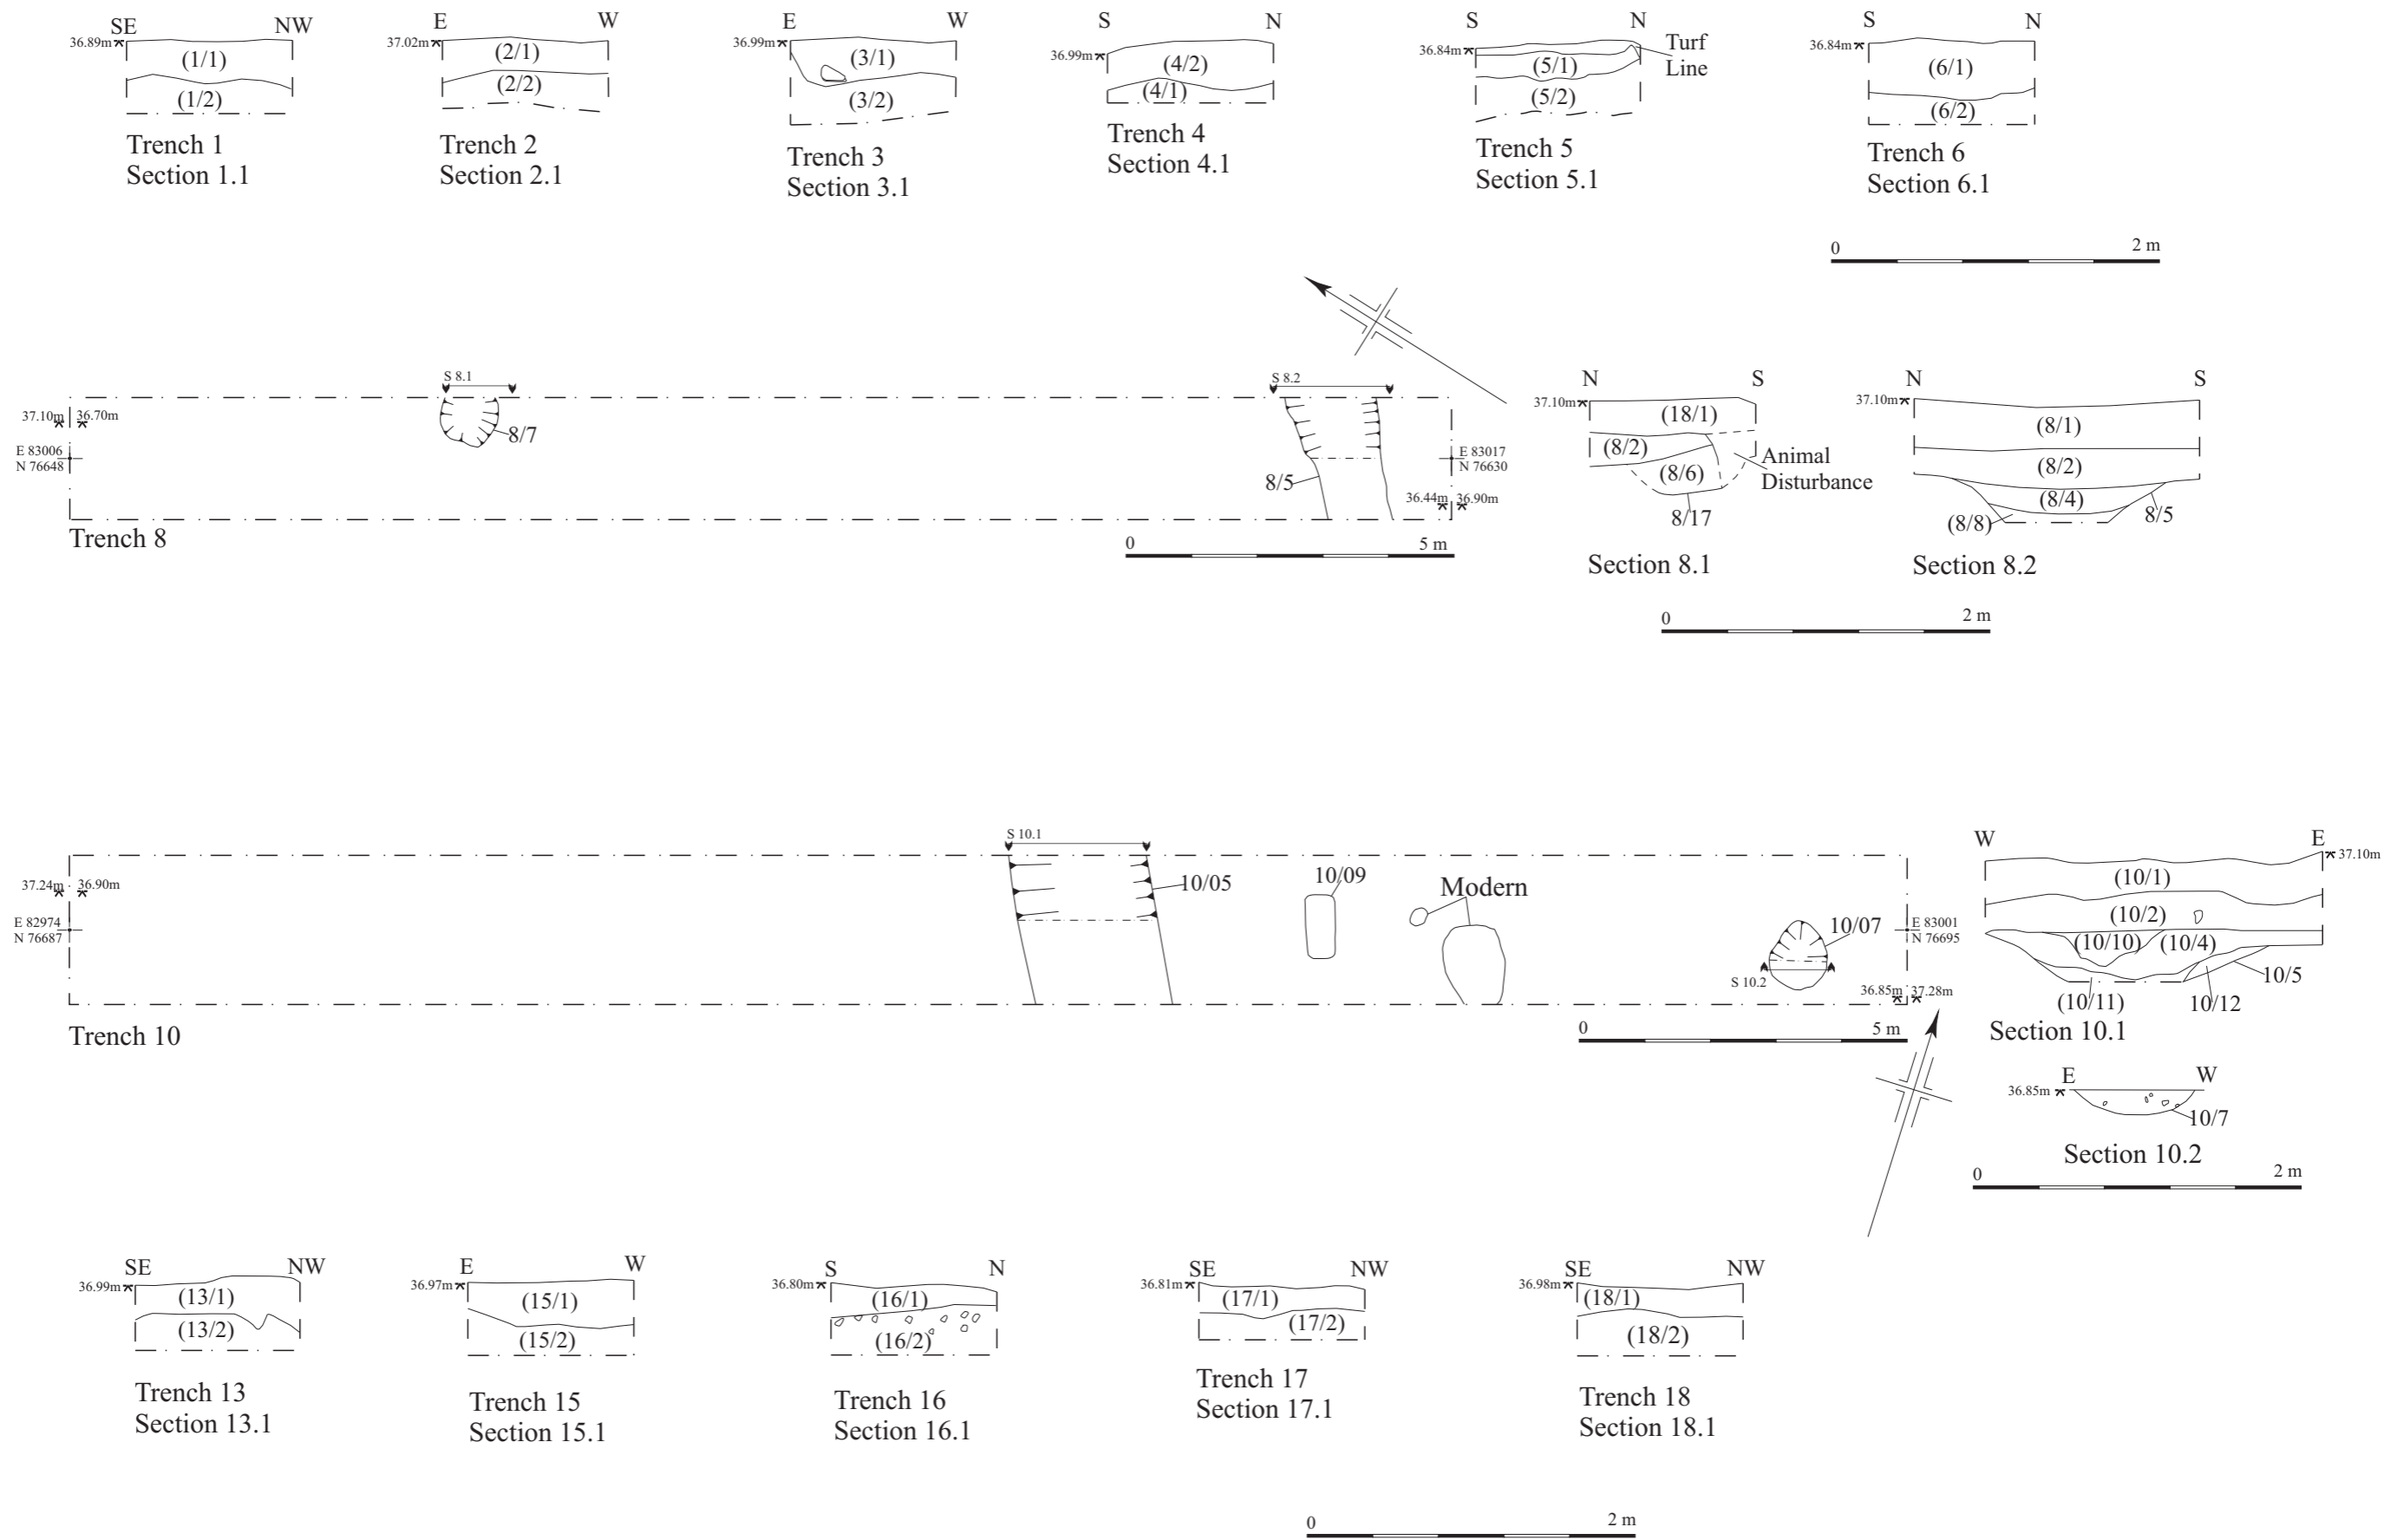 SE NW
36.89m
(1/1)
(1/2)
Trench 1
Section 1.1
E W
37.02m
(2/1)
(2/2)
Trench 2
Section 2.1
E W
36.99m
(3/1)
(3/2)
Trench 3
Section 3.1
S N
36.99m
(4/2)
(4/1)
Trench 4
Section 4.1
S N
36.84m
Turf
Line
(5/1)
(5/2)
Trench 5
Section 5.1
S N
36.84m
(6/1)
(6/2)
Trench 6
Section 6.1
0 2 m
S 8.1
S 8.2
37.10m 36.70m
E 83006
N 76648
8/7
8/5
E 83017
N 76630
36.44m 36.90m
Trench 8
0 5 m
N S
37.10m
(18/1)
(8/2)
(8/6)
Animal
Disturbance
8/17
Section 8.1
N S
37.10m
(8/1)
(8/2)
(8/4)
(8/8)
8/5
Section 8.2
0 2 m
S 10.1
37.24m 36.90m
E 82974
N 76687
10/05
10/09
Modern
10/07
S 10.2
E 83001
N 76695
36.85m 37.28m
Trench 10
0 5 m
W E
37.10m
(10/1)
(10/2)
(10/10) (10/4)
10/5
(10/11) 10/12
Section 10.1
E W
36.85m
10/7
Section 10.2
0 2 m
SE NW
36.99m
(13/1)
(13/2)
Trench 13
Section 13.1
E W
36.97m
(15/1)
(15/2)
Trench 15
Section 15.1
S N
36.80m
(16/1)
(16/2)
Trench 16
Section 16.1
SE NW
36.81m
(17/1)
(17/2)
Trench 17
Section 17.1
SE NW
36.98m
(18/1)
(18/2)
Trench 18
Section 18.1
0 2 m